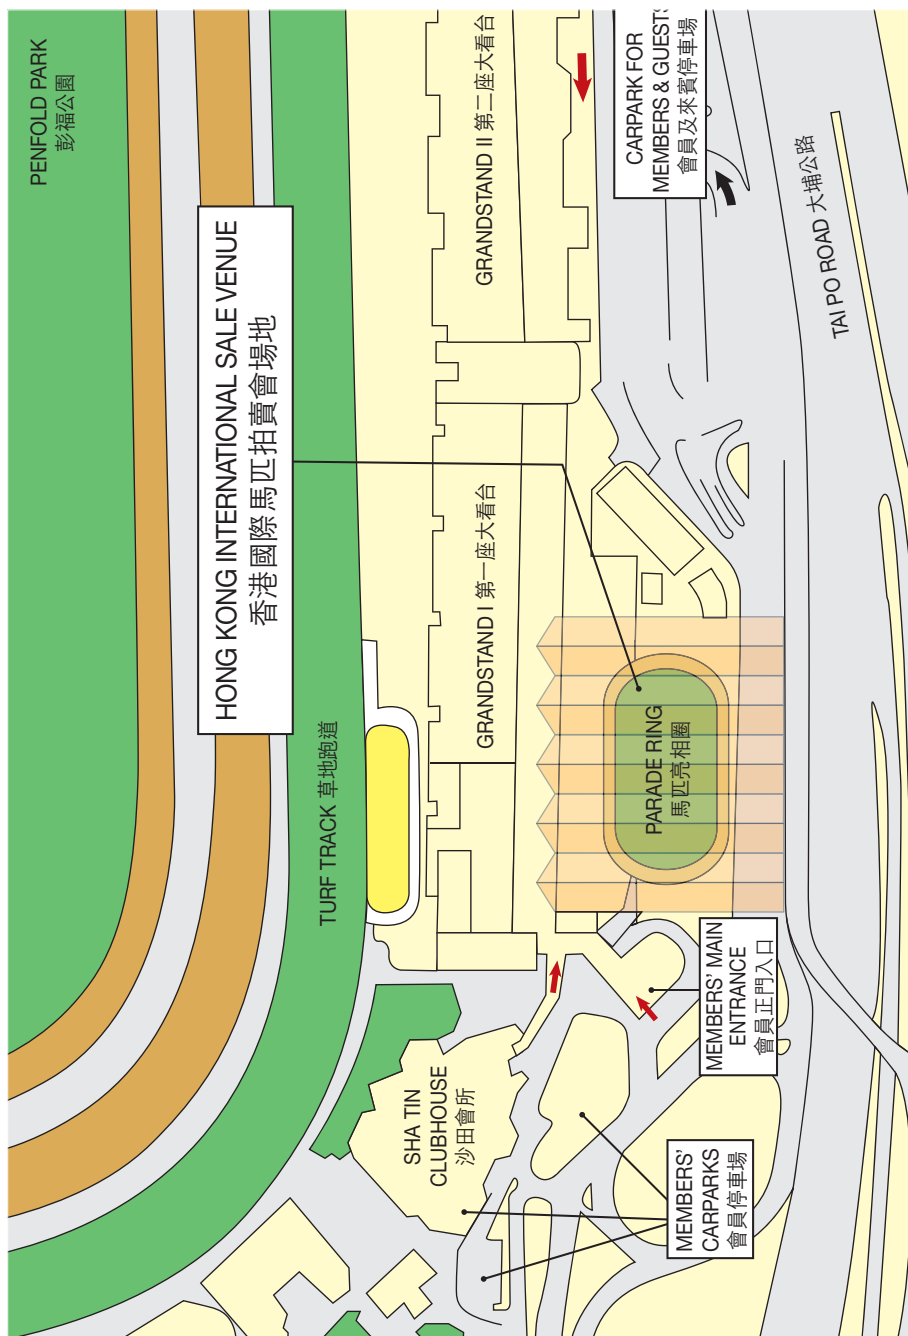 PENFOLD PARK
彭福公園
HONG KONG INTERNATIONAL SALE VENUE
香港國際馬匹拍賣會場地
TURF TRACK 草地跑道
GRANDSTAND II 第二座大看台
GRANDSTAND I 第一座大看台
CARPARK FOR
MEMBERS & GUESTS
會員及來賓停車場
TAI PO ROAD 大埔公路
PARADE RING
馬匹亮相圈
SHA TIN
CLUBHOUSE
沙田會所
MEMBERS' MAIN
ENTRANCE
會員正門入口
MEMBERS'
CARPARKS
會員停車場